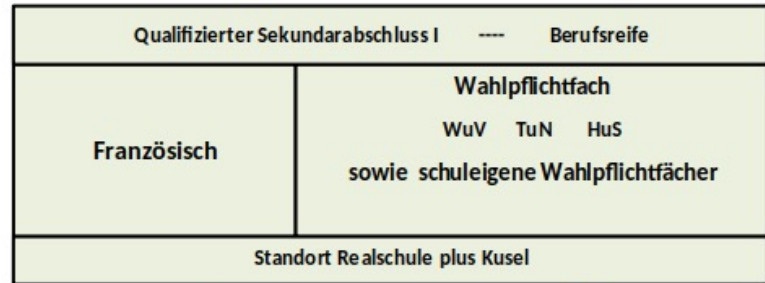 Qualifizierter Sekundarabschluss I ---- Berufsreife
Französisch
Wahlpflichtfach
WuV TuN HuS
sowie schuleigene Wahlpflichtfächer
Standort Realschule plus Kusel